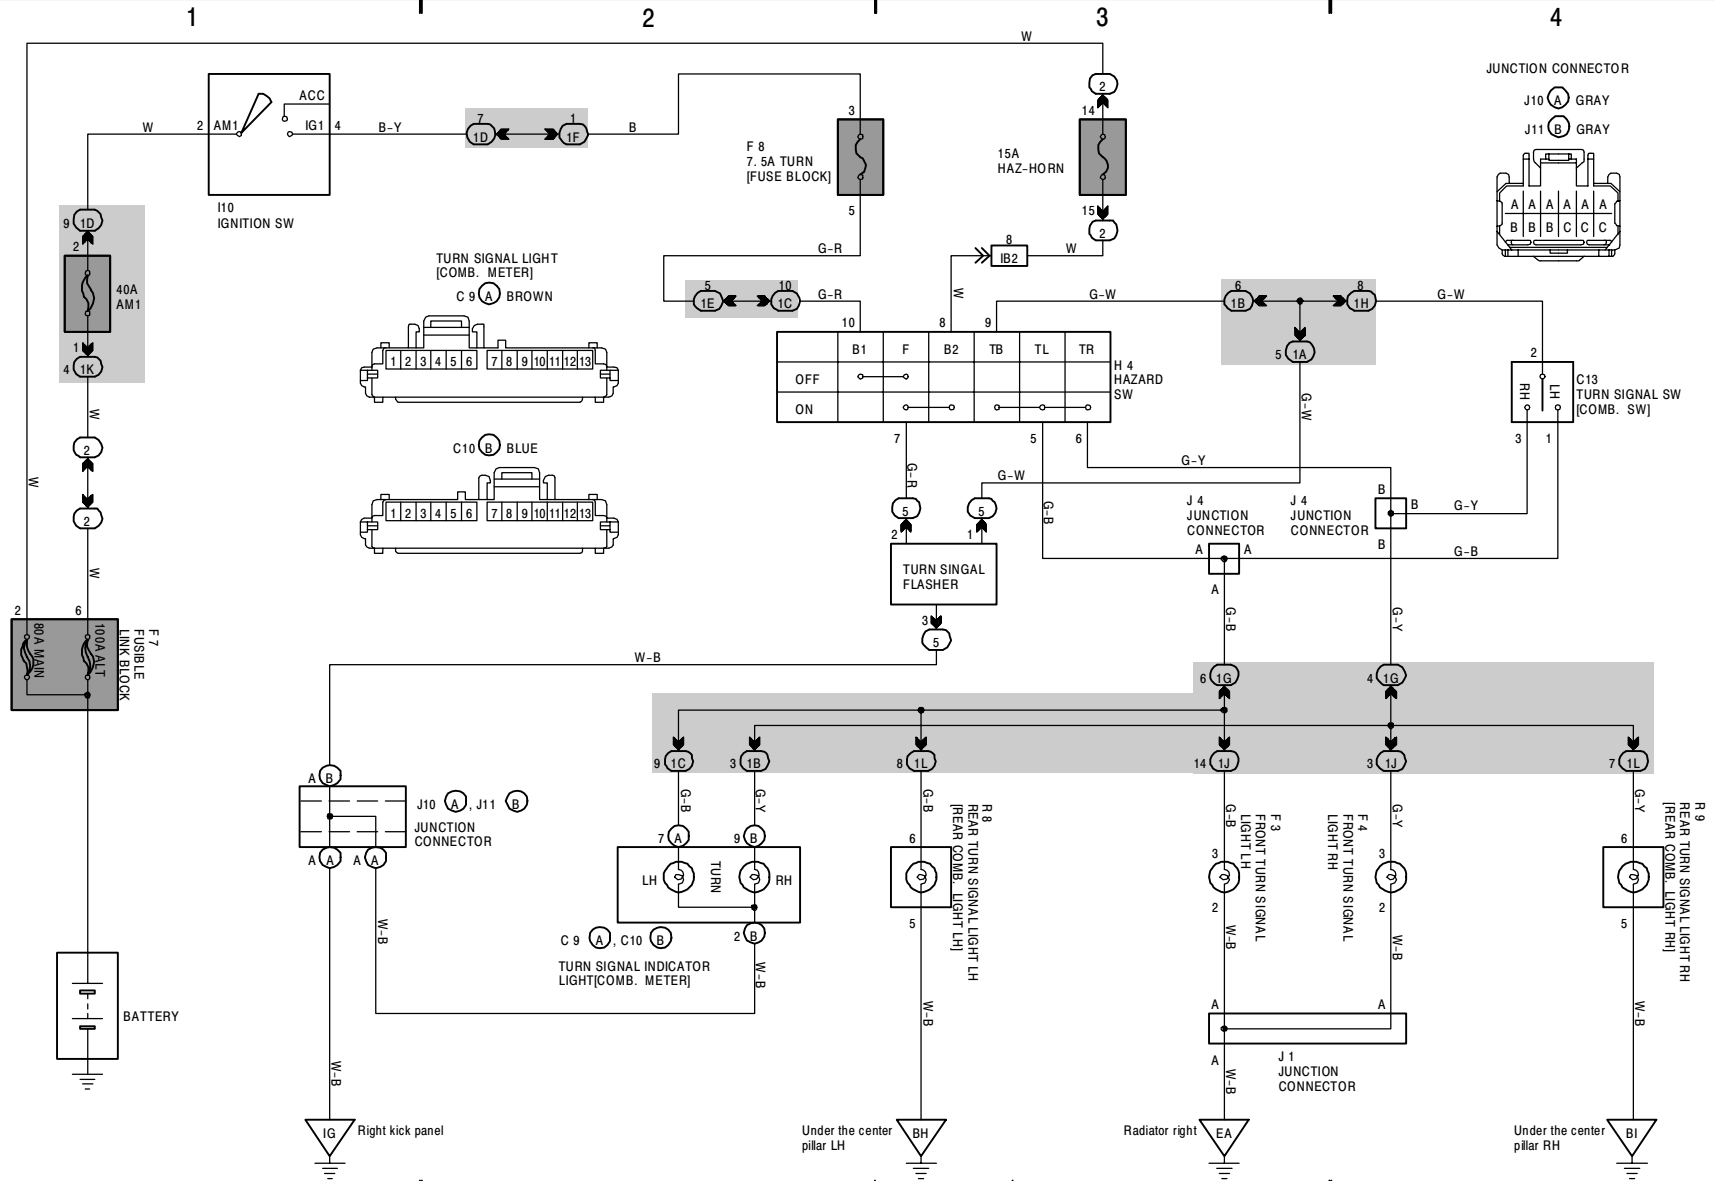 1
2
3
4
W
ACC
2 AM1
IG1 4
I10
IGNITION SW
W
B-Y
7
1D
1
1F
B
3
F 8
7. 5A TURN
[FUSE BLOCK]
5
G-R
2
14
15A
HAZ-HORN
15
2
W
8
IB2
W
JUNCTION CONNECTOR
J10 A GRAY
J11 B GRAY
A A A A A A
B B B C C C
9 1D
2
40A
AM1
1
4 1K
W
2
2
W
W
TURN SIGNAL LIGHT
[COMB. METER]
C 9 A BROWN
1 2 3 4 5 6 7 8 9 10 11 12 13
C10 B BLUE
1 2 3 4 5 6 7 8 9 10 11 12 13
5
1E
10
1C
G-R
G-W
6
1B
8
1H
G-W
5 1A
G-W
10 8 9
B1 F B2 TB TL TR
OFF
ON
H 4
HAZARD
SW
7 5 6
2
RH LH
C13
TURN SIGNAL SW
[COMB. SW]
3 1
G-R
G-W
G-B
G-Y
5
5
2
1
TURN SINGAL
FLASHER
3
5
J 4
JUNCTION
CONNECTOR
J 4
JUNCTION
CONNECTOR
B
B
B
G-Y
A A
A
G-B
G-B
G-Y
2 6
80A MAIN
100A ALT
F 7
FUSIBLE
LINK BLOCK
W-B
6 1G
4 1G
9 1C
3 1B
8 1L
14 1J
3 1J
7 1L
A B
J10 A , J11 B
JUNCTION
CONNECTOR
A A
A A
W-B
W-B
G-B
G-Y
7 A
9 B
LH
TURN
RH
2 B
C 9 A , C10 B
TURN SIGNAL INDICATOR
LIGHT[COMB. METER]
W-B
G-B
6
5
R 8
REAR TURN SIGNAL LIGHT LH
[REAR COMB. LIGHT LH]
W-B
G-B
3
2
F 3
FRONT TURN SIGNAL
LIGHT LH
W-B
G-Y
3
2
F 4
FRONT TURN SIGNAL
LIGHT RH
W-B
G-Y
6
5
R 9
REAR TURN SIGNAL LIGHT RH
[REAR COMB. LIGHT RH]
W-B
A A
A
J 1
JUNCTION
CONNECTOR
W-B
BATTERY
IG
Right kick panel
Under the center
pillar LH
BH
Radiator right
EA
Under the center
pillar RH
BI